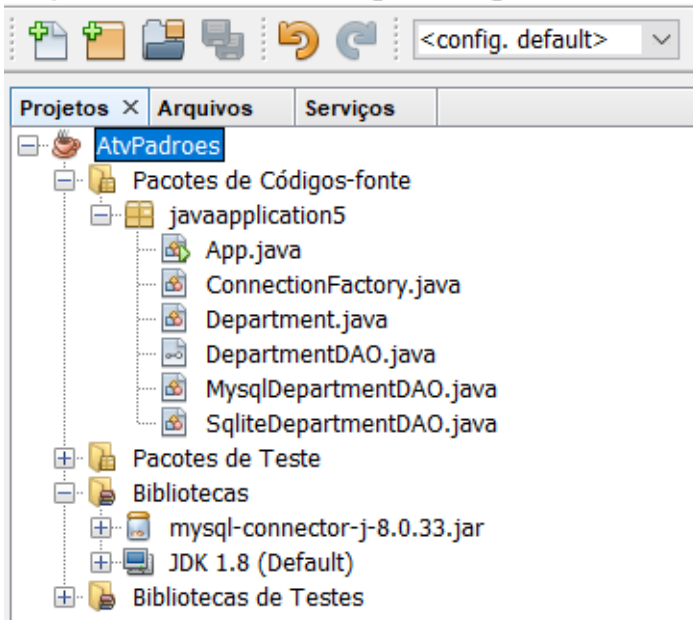 <config. default>
Projetos × Arquivos Serviços
AtvPadroes
Pacotes de Códigos-fonte
javaapplication5
App.java
ConnectionFactory.java
Department.java
DepartmentDAO.java
MysqlDepartmentDAO.java
SqliteDepartmentDAO.java
Pacotes de Teste
Bibliotecas
mysql-connector-j-8.0.33.jar
JDK 1.8 (Default)
Bibliotecas de Testes